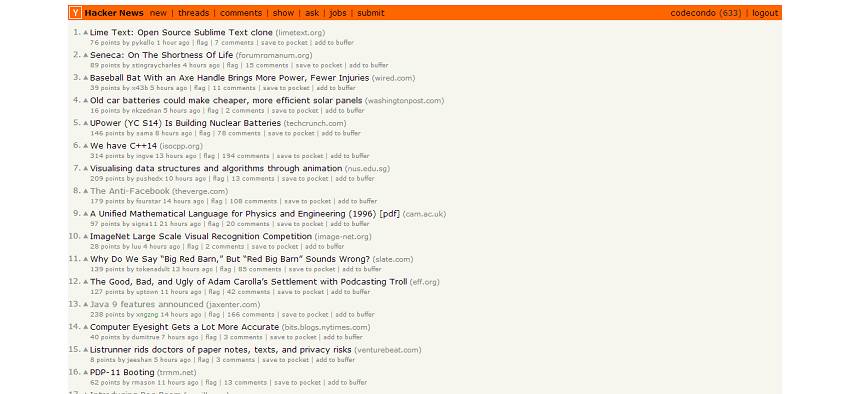 Y Hacker News new | threads | comments | show | ask | jobs | submit codecondo (633) | logout
1. Lime Text: Open Source Sublime Text clone (limetext.org)
76 points by pykello 1 hour ago | flag | 7 comments | save to pocket | add to buffer
2. Seneca: On The Shortness Of Life (forumromanum.org)
89 points by stingraycharles 4 hours ago | flag | 15 comments | save to pocket | add to buffer
3. Baseball Bat With an Axe Handle Brings More Power, Fewer Injuries (wired.com)
39 points by x43b 5 hours ago | flag | 11 comments | save to pocket | add to buffer
4. Old car batteries could make cheaper, more efficient solar panels (washingtonpost.com)
16 points by nkzednan 5 hours ago | flag | 2 comments | save to pocket | add to buffer
5. UPower (YC S14) Is Building Nuclear Batteries (techcrunch.com)
146 points by sama 8 hours ago | flag | 78 comments | save to pocket | add to buffer
6. We have C++14 (isocpp.org)
314 points by ingve 13 hours ago | flag | 194 comments | save to pocket | add to buffer
7. Visualising data structures and algorithms through animation (nus.edu.sg)
209 points by pushedx 10 hours ago | flag | 13 comments | save to pocket | add to buffer
8. The Anti-Facebook (theverge.com)
179 points by fourstar 14 hours ago | flag | 108 comments | save to pocket | add to buffer
9. A Unified Mathematical Language for Physics and Engineering (1996) [pdf] (cam.ac.uk)
97 points by signa11 21 hours ago | flag | 20 comments | save to pocket | add to buffer
10. ImageNet Large Scale Visual Recognition Competition (image-net.org)
28 points by luu 4 hours ago | flag | 2 comments | save to pocket | add to buffer
11. Why Do We Say “Big Red Barn,” But “Red Big Barn” Sounds Wrong? (slate.com)
139 points by tokenadult 13 hours ago | flag | 85 comments | save to pocket | add to buffer
12. The Good, Bad, and Ugly of Adam Carolla’s Settlement with Podcasting Troll (eff.org)
127 points by uptown 11 hours ago | flag | 42 comments | save to pocket | add to buffer
13. Java 9 features announced (jaxenter.com)
238 points by xngzng 14 hours ago | flag | 166 comments | save to pocket | add to buffer
14. Computer Eyesight Gets a Lot More Accurate (bits.blogs.nytimes.com)
40 points by dumitrue 7 hours ago | flag | 3 comments | save to pocket | add to buffer
15. Listrunner rids doctors of paper notes, texts, and privacy risks (venturebeat.com)
8 points by jeeshan 5 hours ago | flag | 3 comments | save to pocket | add to buffer
16. PDP-11 Booting (trmm.net)
62 points by rmason 11 hours ago | flag | 13 comments | save to pocket | add to buffer